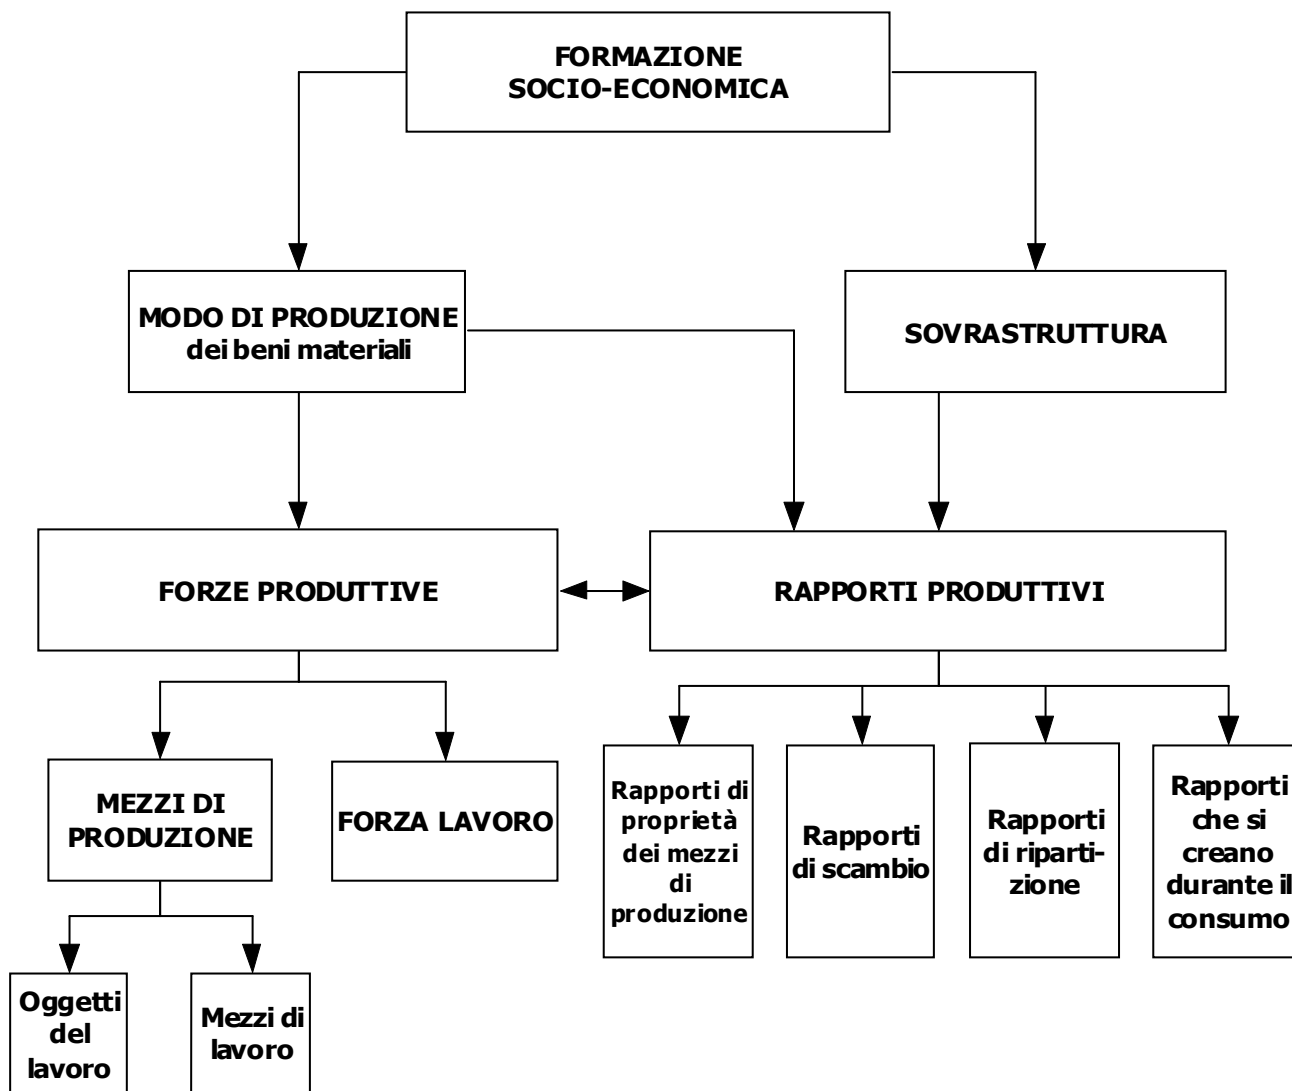 FORMAZIONE
SOCIO-ECONOMICA
MODO DI PRODUZIONE
dei beni materiali
SOVRASTRUTTURA
FORZE PRODUTTIVE
RAPPORTI PRODUTTIVI
MEZZI DI
PRODUZIONE
FORZA LAVORO
Rapporti di
proprietà
dei mezzi
di
produzione
Rapporti
di scambio
Rapporti
di riparti-
zione
Rapporti
che si
creano
durante il
consumo
Oggetti
del
lavoro
Mezzi di
lavoro